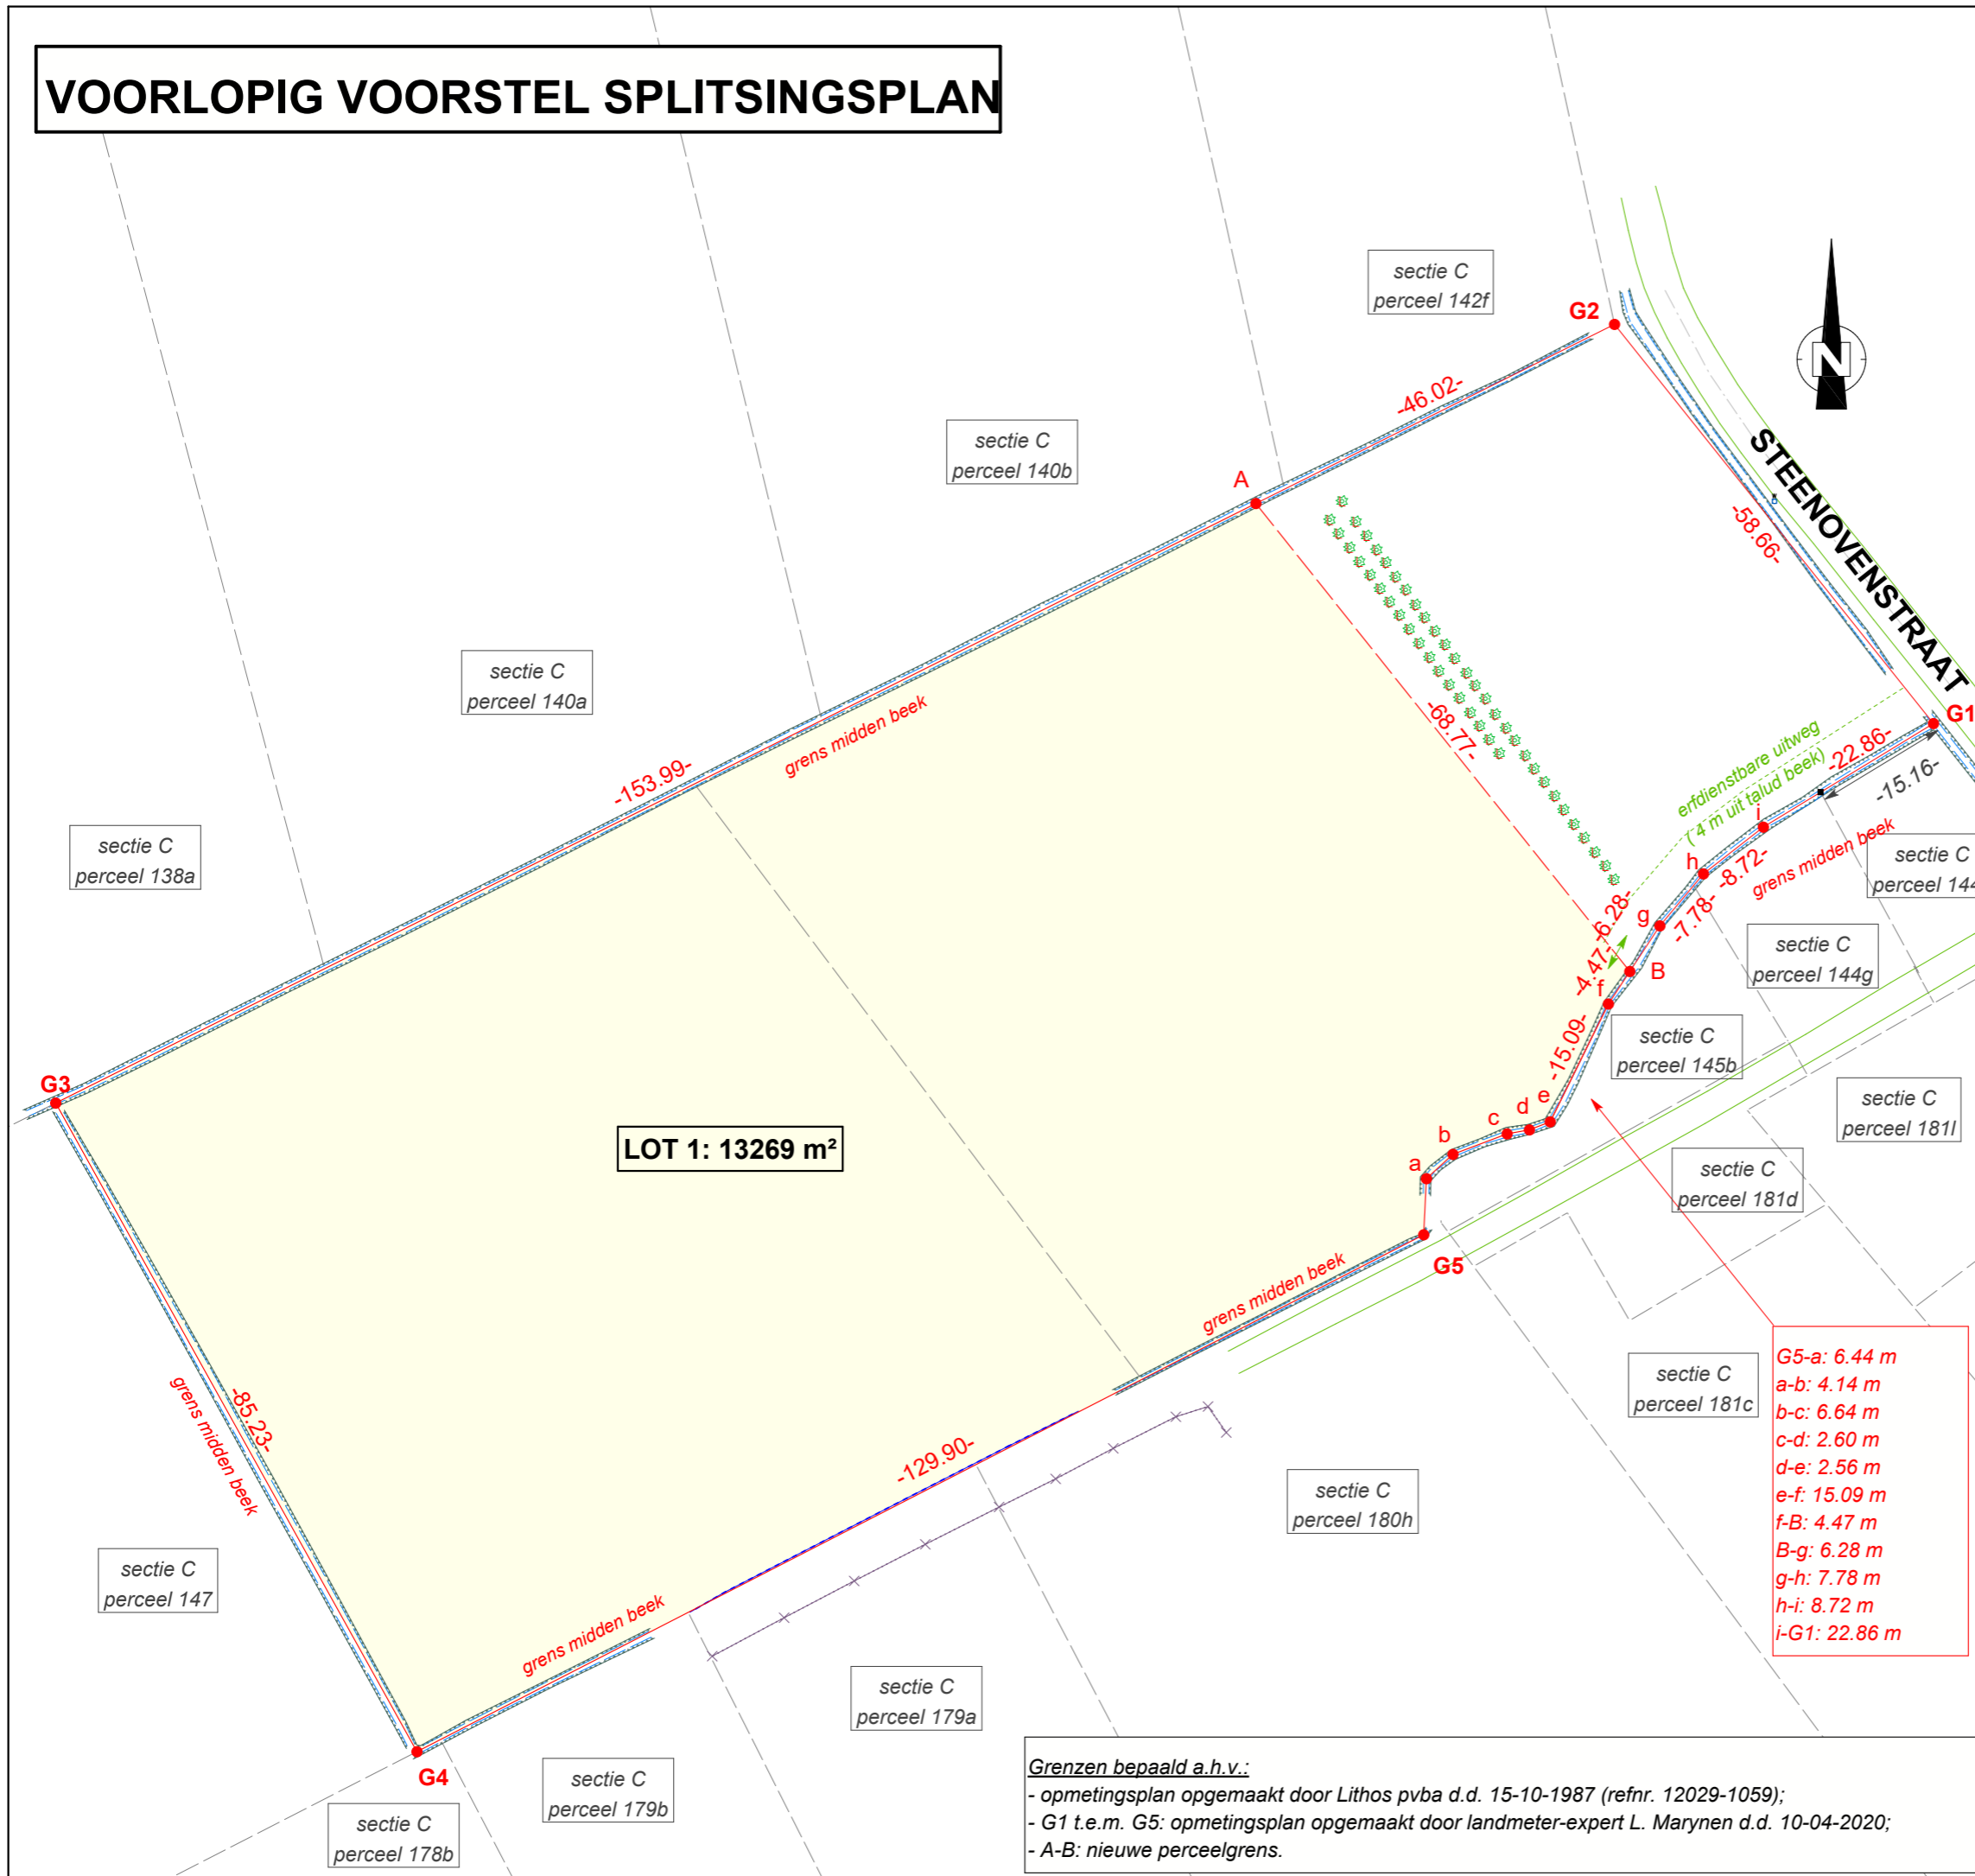 VOORLOPIG VOORSTEL SPLITSINGSPLAN
sectie C
perceel 142f
G2
N
-46.02-
STEENOVENSTRAAT
sectie C
perceel 140b
A
-58.66-
sectie C
perceel 140a
grens midden beek
-68.77-
erfdienstbare uitweg
( 4 m uit talud beek)
G1
-22.86-
-15.16-
-153.99-
i
grens midden beek
sectie C
perceel 138a
h
-8.72-
sectie C
perceel 144
-6.28-
g
-7.78-
-4.47-
B
sectie C
perceel 144g
f
-15.09-
sectie C
perceel 145b
G3
e
d
c
b
a
sectie C
perceel 181l
LOT 1: 13269 m²
sectie C
perceel 181d
G5
grens midden beek
grens midden beek
-85.23-
sectie C
perceel 181c
G5-a: 6.44 m
a-b: 4.14 m
b-c: 6.64 m
c-d: 2.60 m
d-e: 2.56 m
e-f: 15.09 m
f-B: 4.47 m
B-g: 6.28 m
g-h: 7.78 m
h-i: 8.72 m
i-G1: 22.86 m
-129.90-
sectie C
perceel 180h
sectie C
perceel 147
grens midden beek
sectie C
perceel 179a
G4
sectie C
perceel 179b
sectie C
perceel 178b
Grenzen bepaald a.h.v.:
- opmetingsplan opgemaakt door Lithos pvba d.d. 15-10-1987 (refnr. 12029-1059);
- G1 t.e.m. G5: opmetingsplan opgemaakt door landmeter-expert L. Marynen d.d. 10-04-2020;
- A-B: nieuwe perceelgrens.